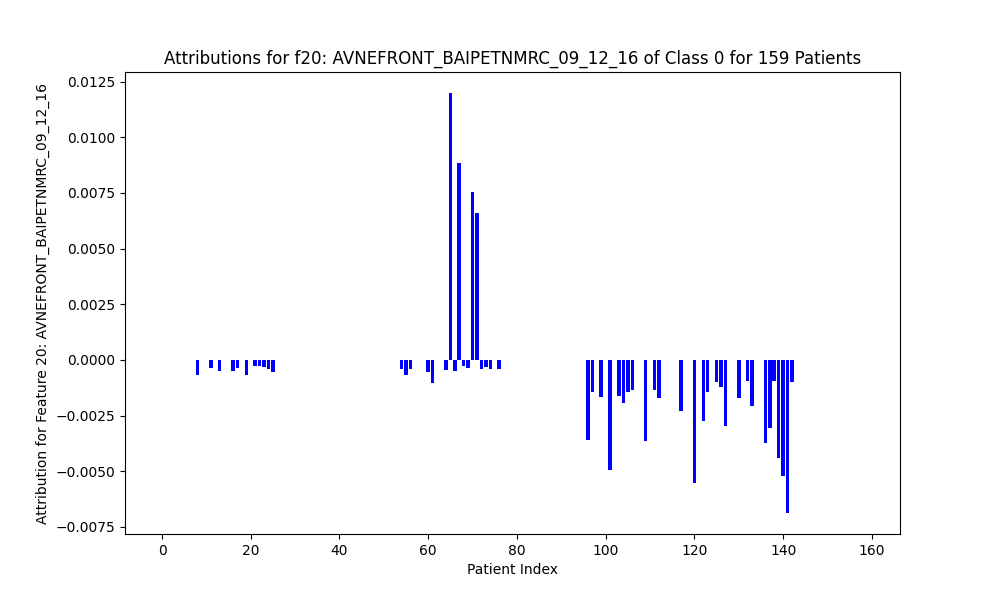 Attributions for f20: AVNEFRONT_BAIPETNMRC_09_12_16 of Class 0 for 159 Patients
Attribution for Feature 20: AVNEFRONT_BAIPETNMRC_09_12_16
0.0125
0.0100
0.0075
0.0050
0.0025
0.0000
−0.0025
−0.0050
−0.0075
0 20 40 60 80 100 120 140 160
Patient Index